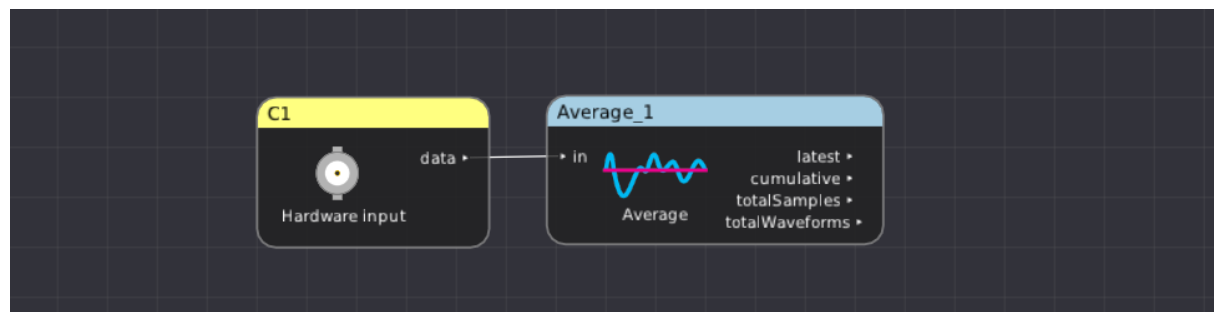 C1
data
Hardware input
Average_1
in
Average
latest
cumulative
totalSamples
totalWaveforms